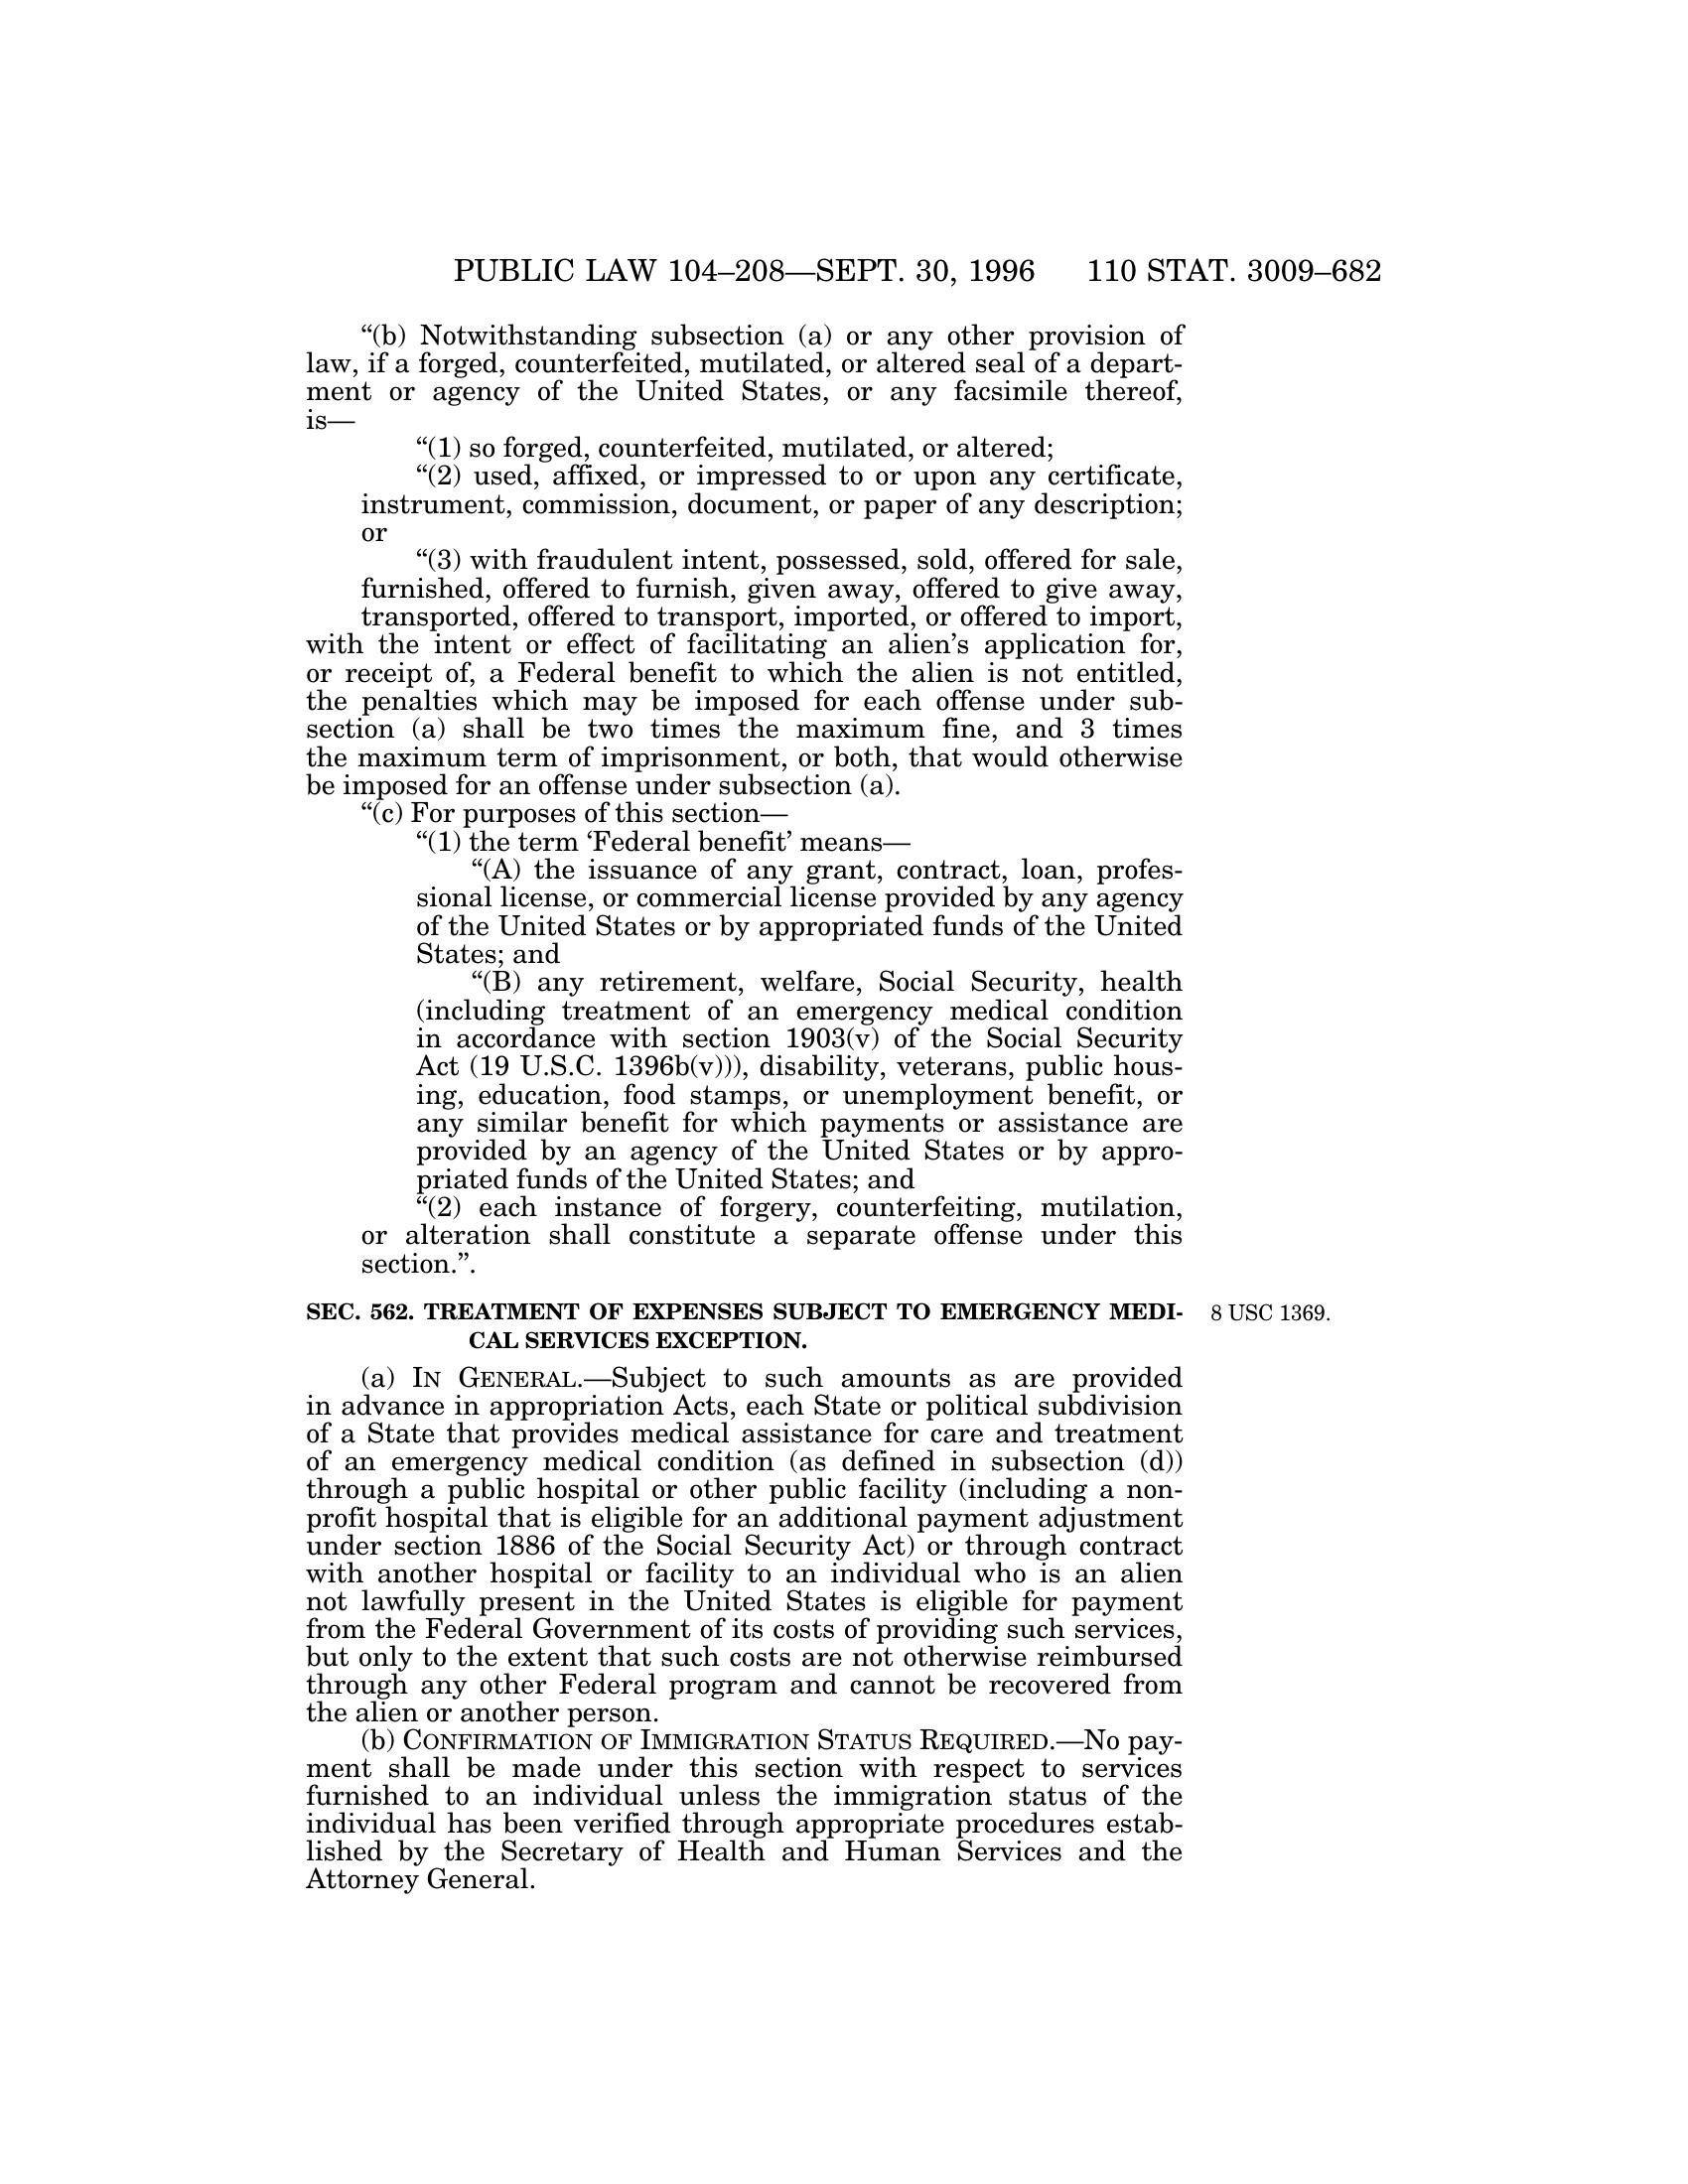 PUBLIC LAW 104–208—SEPT. 30, 1996 110 STAT. 3009–682
“(b) Notwithstanding subsection (a) or any other provision of
law, if a forged, counterfeited, mutilated, or altered seal of a depart-
ment or agency of the United States, or any facsimile thereof,
is—
“(1) so forged, counterfeited, mutilated, or altered;
“(2) used, affixed, or impressed to or upon any certificate,
instrument, commission, document, or paper of any description;
or
“(3) with fraudulent intent, possessed, sold, offered for sale,
furnished, offered to furnish, given away, offered to give away,
transported, offered to transport, imported, or offered to import,
with the intent or effect of facilitating an alien’s application for,
or receipt of, a Federal benefit to which the alien is not entitled,
the penalties which may be imposed for each offense under sub-
section (a) shall be two times the maximum fine, and 3 times
the maximum term of imprisonment, or both, that would otherwise
be imposed for an offense under subsection (a).
“(c) For purposes of this section—
“(1) the term ‘Federal benefit’ means—
“(A) the issuance of any grant, contract, loan, profes-
sional license, or commercial license provided by any agency
of the United States or by appropriated funds of the United
States; and
“(B) any retirement, welfare, Social Security, health
(including treatment of an emergency medical condition
in accordance with section 1903(v) of the Social Security
Act (19 U.S.C. 1396b(v))), disability, veterans, public hous-
ing, education, food stamps, or unemployment benefit, or
any similar benefit for which payments or assistance are
provided by an agency of the United States or by appro-
priated funds of the United States; and
“(2) each instance of forgery, counterfeiting, mutilation,
or alteration shall constitute a separate offense under this
section.”.
SEC. 562. TREATMENT OF EXPENSES SUBJECT TO EMERGENCY MEDI- 8 USC 1369.
CAL SERVICES EXCEPTION.
(a) IN GENERAL.—Subject to such amounts as are provided
in advance in appropriation Acts, each State or political subdivision
of a State that provides medical assistance for care and treatment
of an emergency medical condition (as defined in subsection (d))
through a public hospital or other public facility (including a non-
profit hospital that is eligible for an additional payment adjustment
under section 1886 of the Social Security Act) or through contract
with another hospital or facility to an individual who is an alien
not lawfully present in the United States is eligible for payment
from the Federal Government of its costs of providing such services,
but only to the extent that such costs are not otherwise reimbursed
through any other Federal program and cannot be recovered from
the alien or another person.
(b) CONFIRMATION OF IMMIGRATION STATUS REQUIRED.—No pay-
ment shall be made under this section with respect to services
furnished to an individual unless the immigration status of the
individual has been verified through appropriate procedures estab-
lished by the Secretary of Health and Human Services and the
Attorney General.